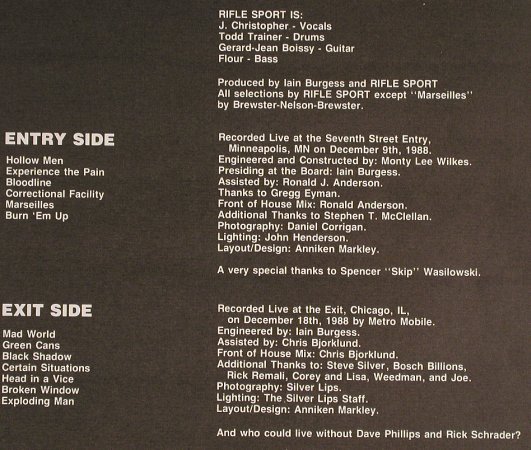 RIFLE SPORT IS:
J. Christopher - Vocals
Todd Trainer - Drums
Gerard-Jean Boissy - Guitar
Flour - Bass
Produced by Iain Burgess and RIFLE SPORT
All selections by RIFLE SPORT except "Marseilles"
by Brewster-Nelson-Brewster.
ENTRY SIDE
Hollow Men
Experience the Pain
Bloodline
Correctional Facility
Marseilles
Burn 'Em Up
Recorded Live at the Seventh Street Entry,
Minneapolis, MN on December 9th, 1988.
Engineered and Constructed by: Monty Lee Wilkes.
Presiding at the Board: Iain Burgess.
Assisted by: Ronald J. Anderson.
Thanks to Gregg Eyman.
Front of House Mix: Ronald Anderson.
Additional Thanks to Stephen T. McClellan.
Photography: Daniel Corrigan.
Lighting: John Henderson.
Layout/Design: Anniken Markley.
A very special thanks to Spencer "Skip" Wasilowski.
EXIT SIDE
Mad World
Green Cans
Black Shadow
Certain Situations
Head in a Vice
Broken Window
Exploding Man
Recorded Live at the Exit, Chicago, IL,
on December 18th, 1988 by Metro Mobile.
Engineered by: Iain Burgess.
Assisted by: Chris Bjorklund.
Front of House Mix: Chris Bjorklund.
Additional Thanks to: Steve Silver, Bosch Billions,
Rick Remali, Corey and Lisa, Weedman, and Joe.
Photography: Silver Lips.
Lighting: The Silver Lips Staff.
Layout/Design: Anniken Markley.
And who could live without Dave Phillips and Rick Schrader?